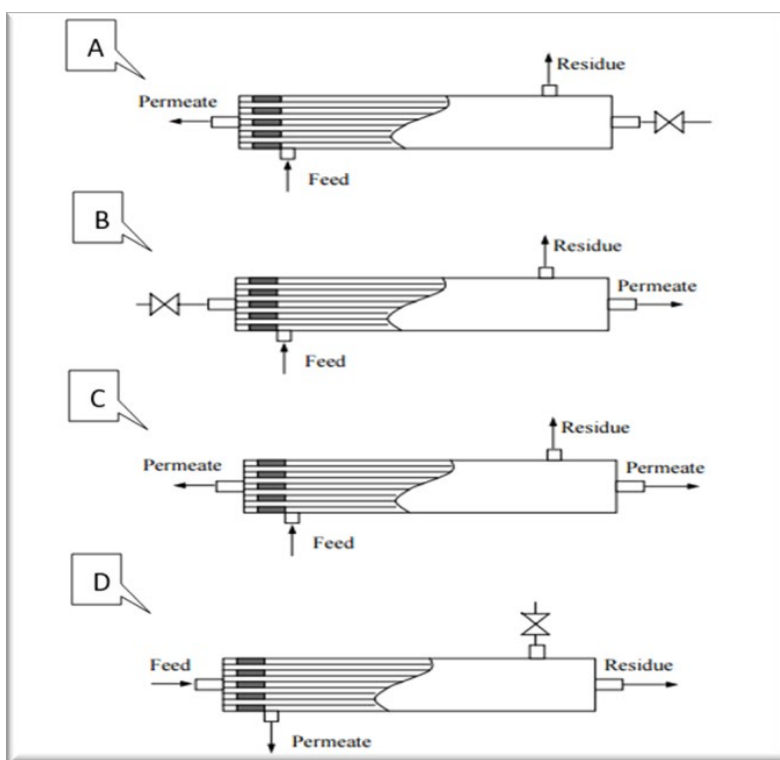 A
Residue
Permeate
Feed
B
Residue
Permeate
Feed
C
Residue
Permeate Permeate
Feed
D
Feed Residue
Permeate